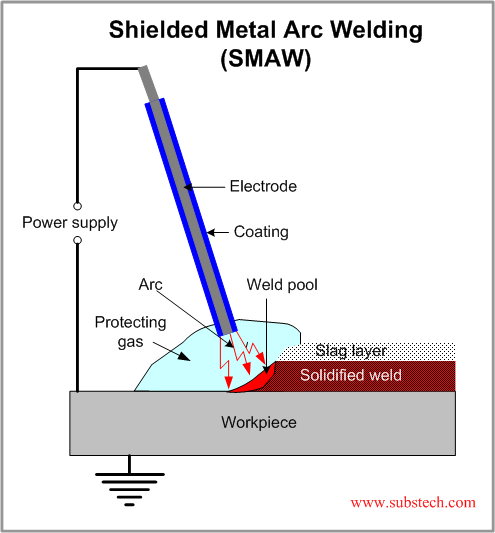 Shielded Metal Arc Welding
(SMAW)
Electrode
Power supply
Coating
Arc
Weld pool
Protecting
gas
Slag layer
Solidified weld
Workpiece
www.substech.com